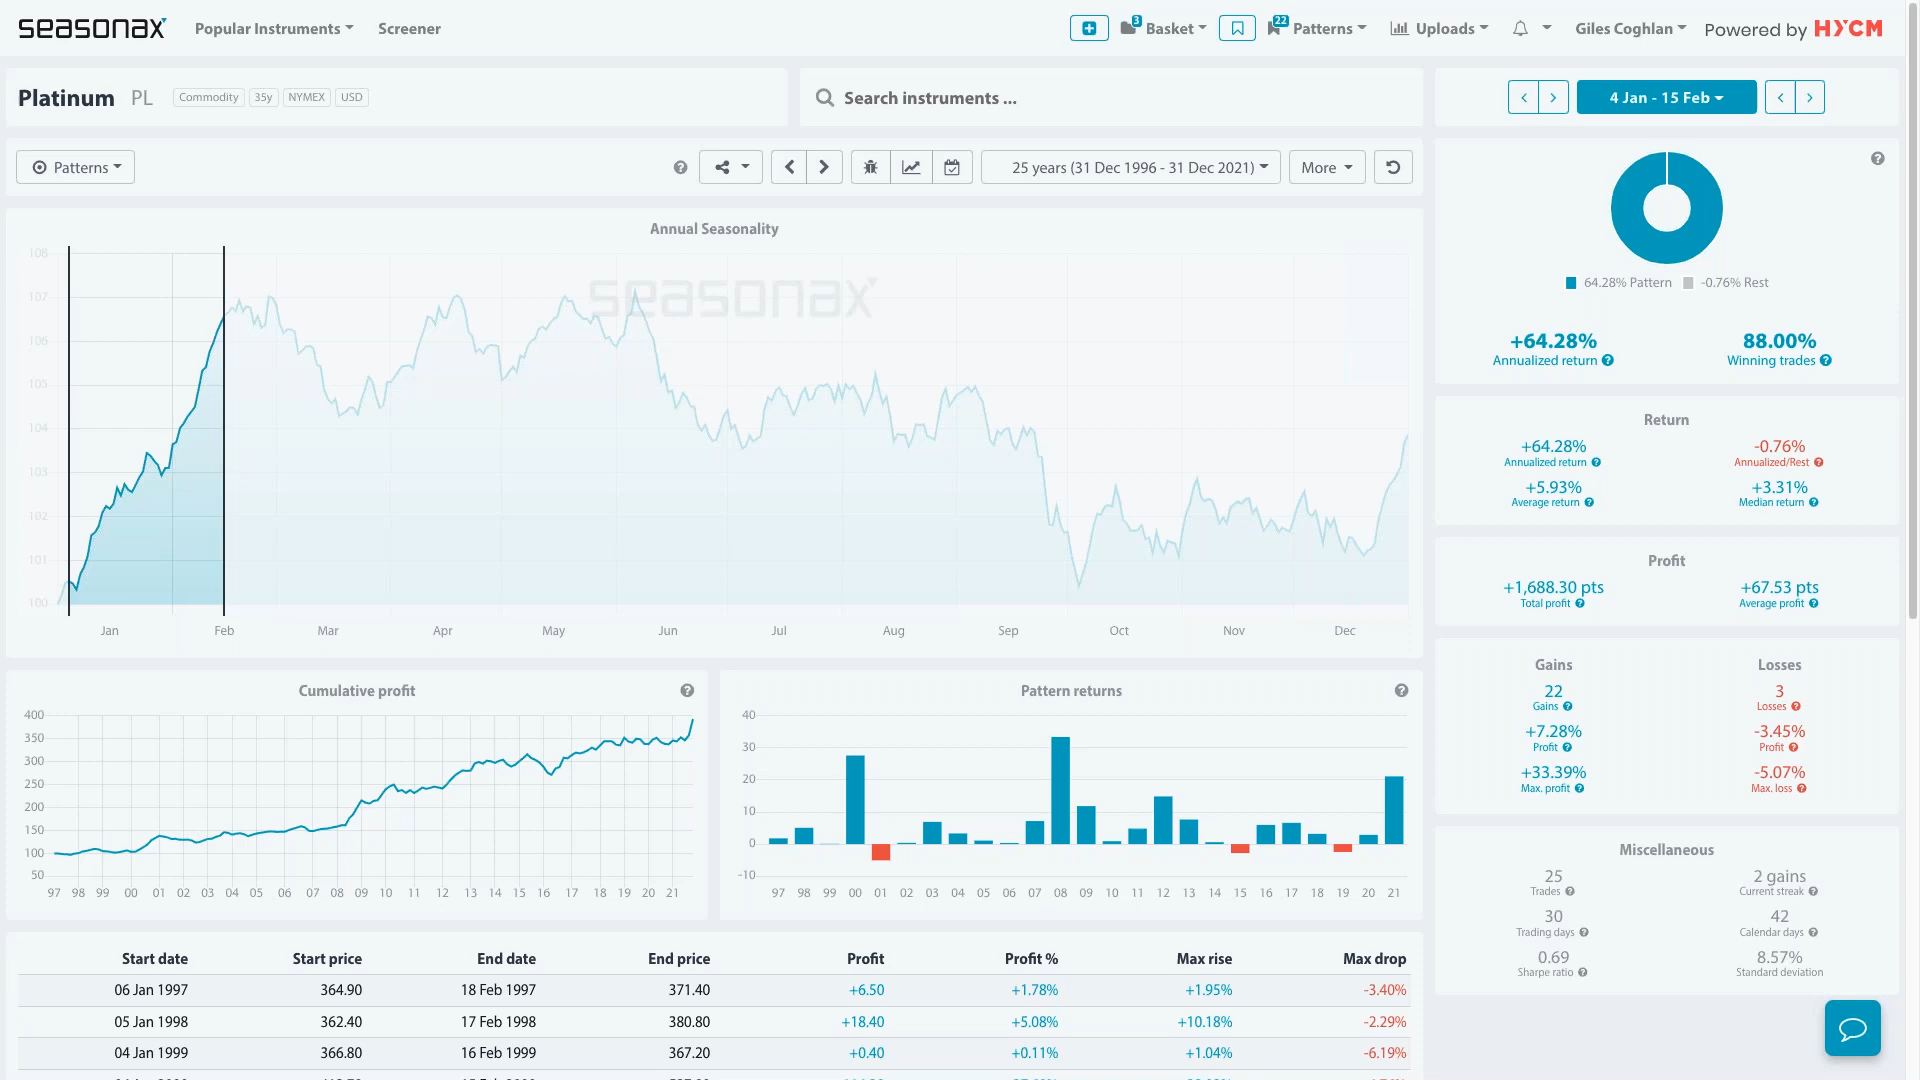 seasonax Popular Instruments Screener 3 Basket 22 Patterns Uploads Giles Coghlan Powered by HYCM
Platinum PL Commodity 35y NYMEX USD
Search instruments ...
4 Jan - 15 Feb
Patterns
25 years (31 Dec 1996 - 31 Dec 2021) More
Annual Seasonality
seasonax
108
107
106
105
104
103
102
101
100
Jan Feb Mar Apr May Jun Jul Aug Sep Oct Nov Dec
64.28% Pattern -0.76% Rest
+64.28% 88.00%
Annualized return Winning trades
Return
+64.28% -0.76%
Annualized return Annualized/Rest
+5.93% +3.31%
Average return Median return
Profit
+1,688.30 pts +67.53 pts
Total profit Average profit
Gains Losses
22 3
Gains Losses
+7.28% -3.45%
Profit Profit
+33.39% -5.07%
Max. profit Max. loss
Miscellaneous
25 2 gains
Trades Current streak
30 42
Trading days Calendar days
0.69 8.57%
Sharpe ratio Standard deviation
Cumulative profit
400
350
300
250
200
150
100
50
97 98 99 00 01 02 03 04 05 06 07 08 09 10 11 12 13 14 15 16 17 18 19 20 21
Pattern returns
40
30
20
10
0
-10
97 98 99 00 01 02 03 04 05 06 07 08 09 10 11 12 13 14 15 16 17 18 19 20 21
Start date Start price End date End price Profit Profit % Max rise Max drop
06 Jan 1997 364.90 18 Feb 1997 371.40 +6.50 +1.78% +1.95% -3.40%
05 Jan 1998 362.40 17 Feb 1998 380.80 +18.40 +5.08% +10.18% -2.29%
04 Jan 1999 366.80 16 Feb 1999 367.20 +0.40 +0.11% +1.04% -6.19%